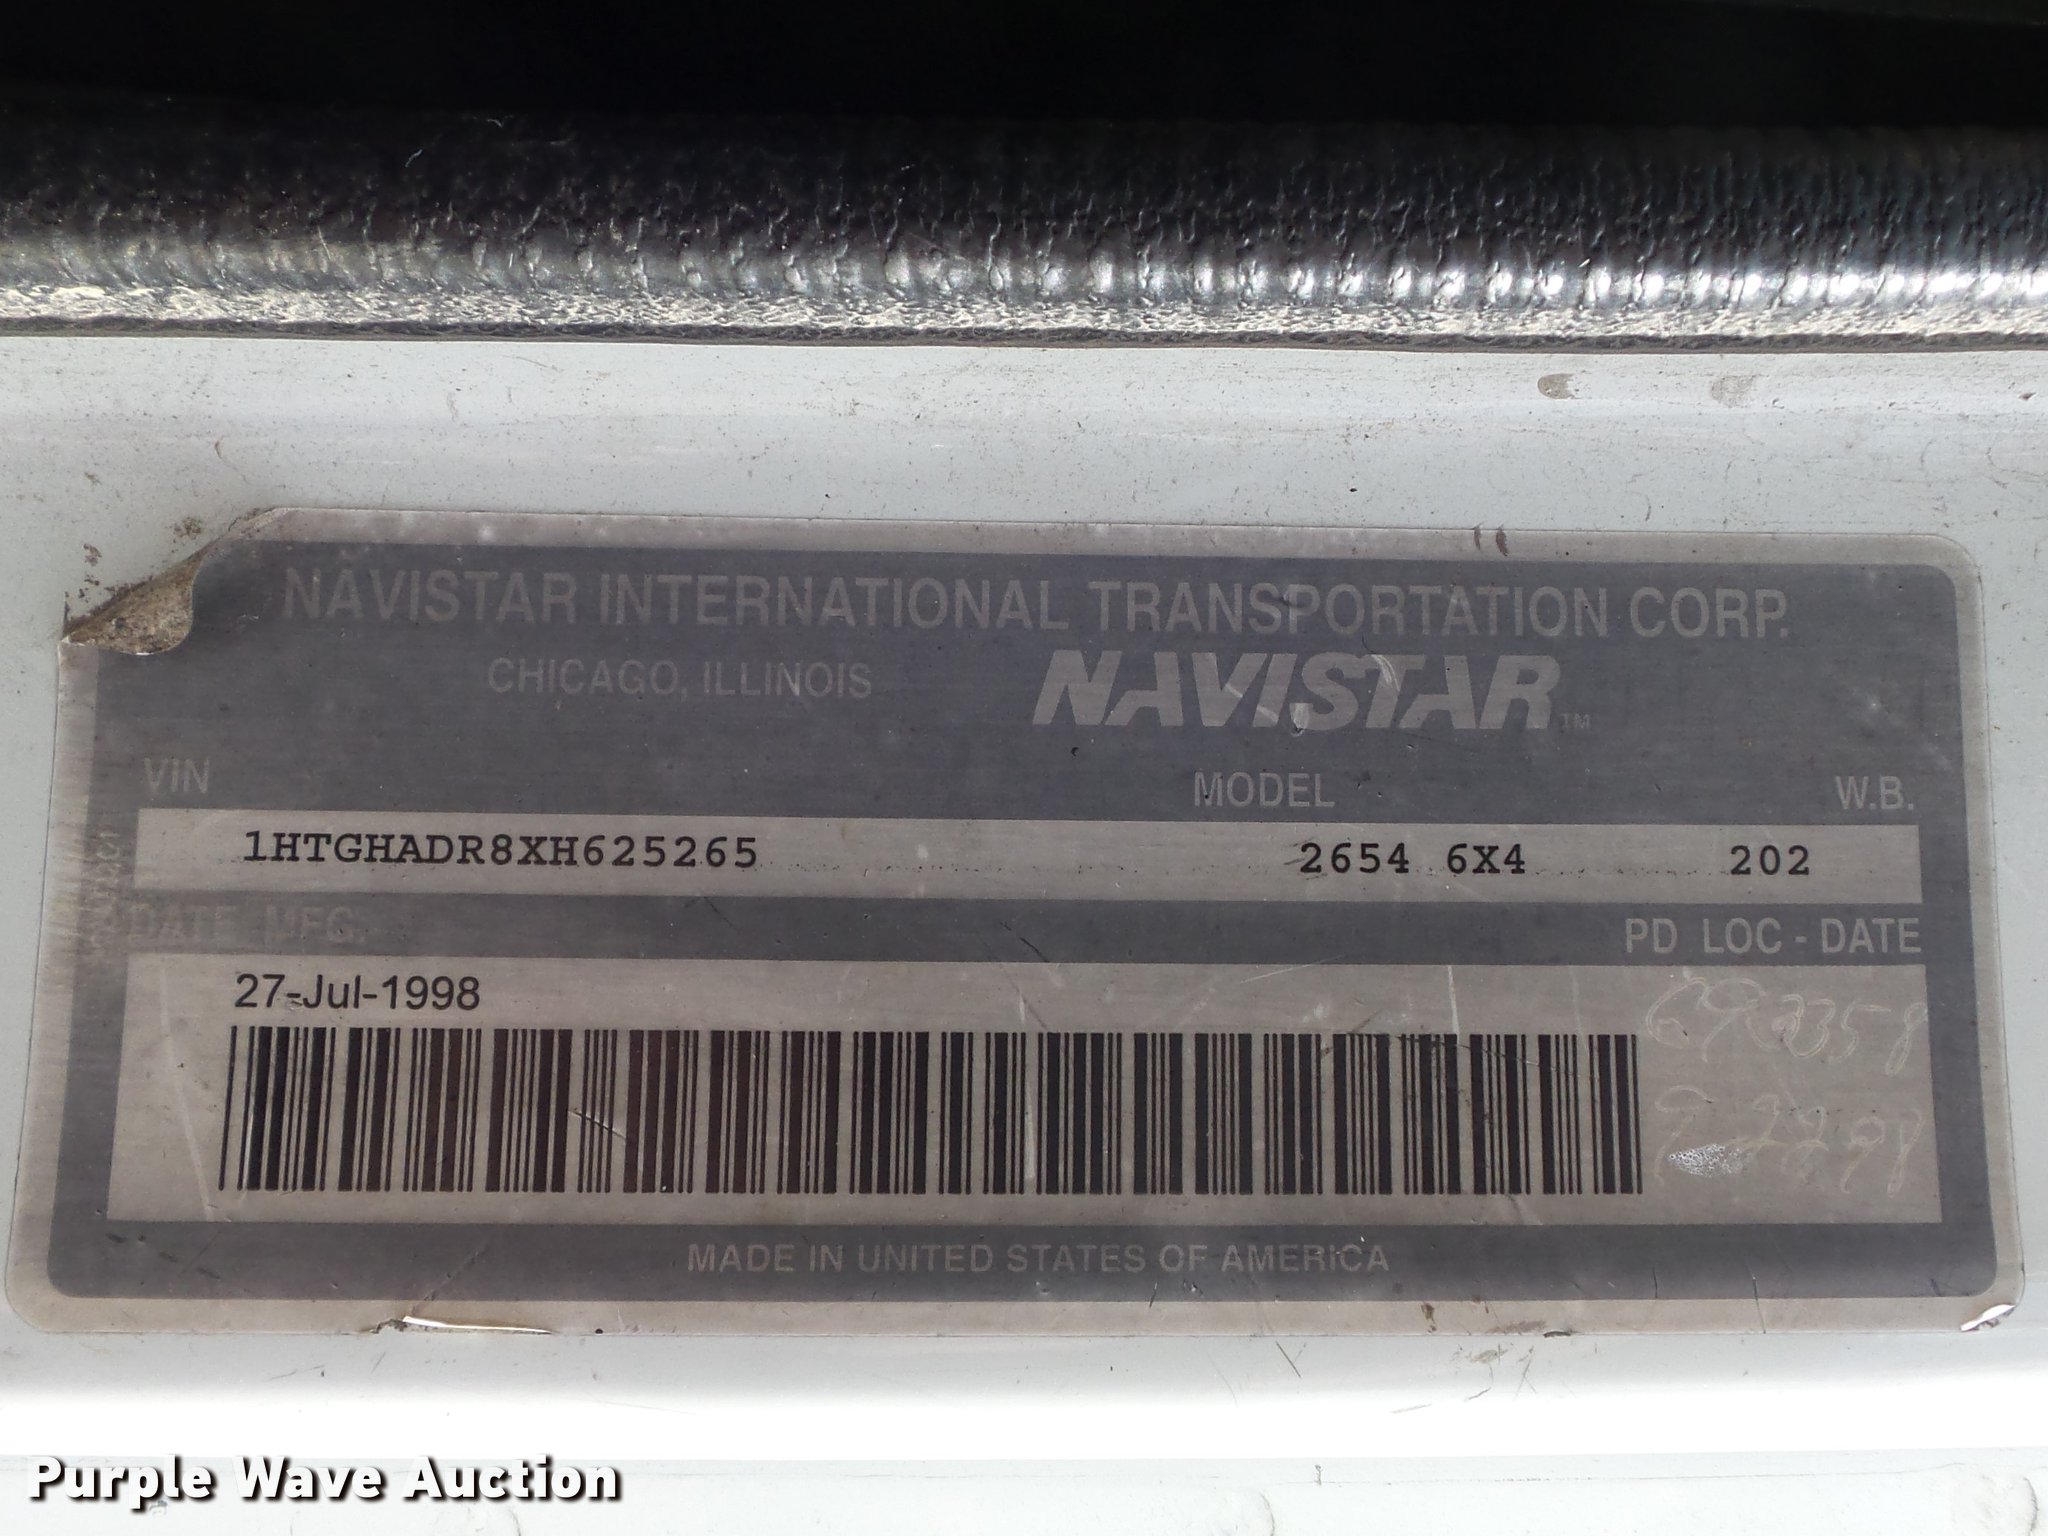 NAVISTAR INTERNATIONAL TRANSPORTATION CORP.
CHICAGO, ILLINOIS NAVISTAR TM
VIN MODEL W.B.
1HTGHADR8XH625265 2654 6X4 202
DATE MFG. PD LOC - DATE
27-Jul-1998
MADE IN UNITED STATES OF AMERICA
Purple Wave Auction